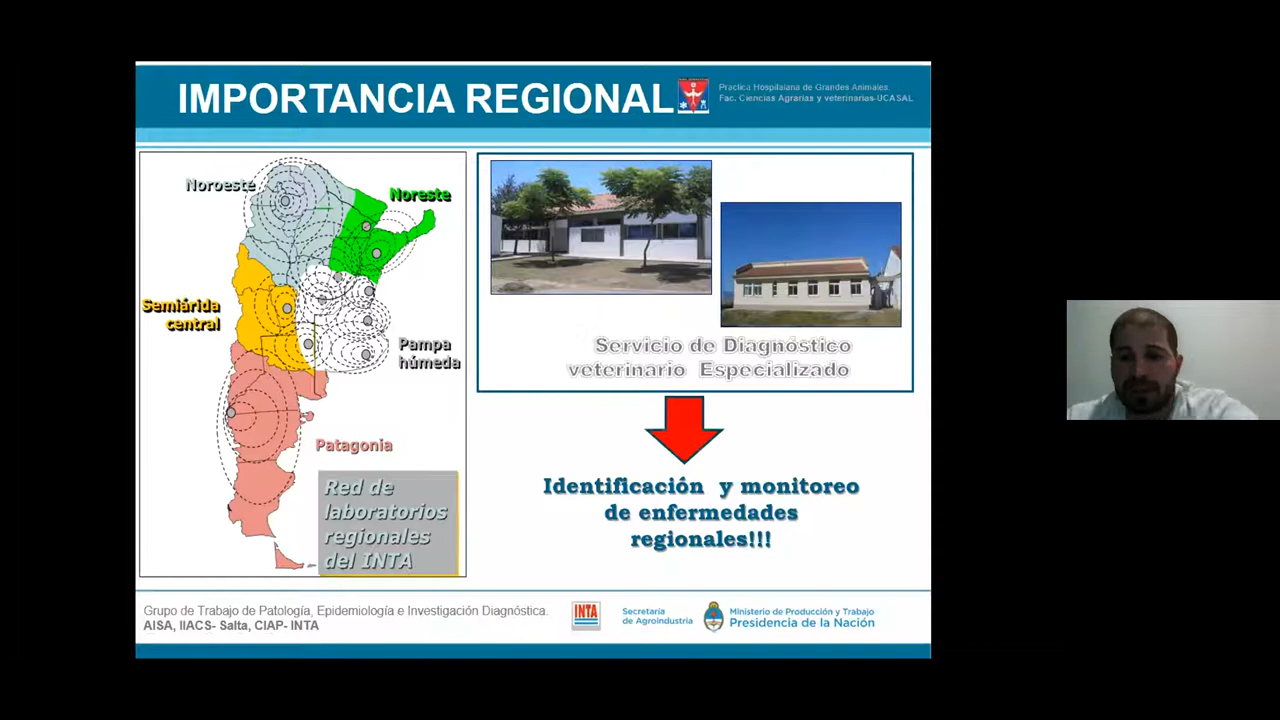 IMPORTANCIA REGIONAL
Practica Hospilaiana de Grandes Animales.
Fac. Ciencias Agrarias y veterinarias-UCASAL
Noroeste
Noreste
Semiárida
central
Pampa
húmeda
Patagonia
Red de
laboratorios
regionales
del INTA
Servicio de Diagnóstico
veterinario Especializado
Identificación y monitoreo
de enfermedades
regionales!!!
Grupo de Trabajo de Patología, Epidemiología e Investigación Diagnóstica.
AISA, IIACS- Salta, CIAP- INTA
INTA
Secretaría
de Agroindustria
Ministerio de Producción y Trabajo
Presidencia de la Nación